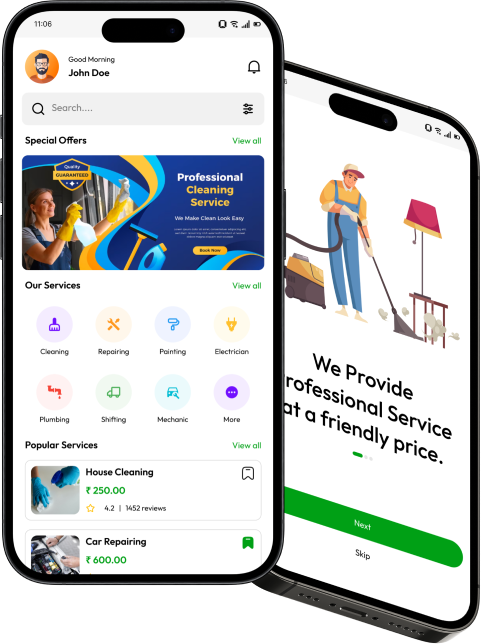 11:06
Good Morning
John Doe
Search....
Special Offers
View all
Quality
GUARANTEED
Professional
Cleaning
Service
We Make Clean Look Easy
Book Now
Our Services
View all
Cleaning
Repairing
Painting
Electrician
Plumbing
Shifting
Mechanic
More
Popular Services
View all
House Cleaning
₹ 250.00
4.2 | 1452 reviews
Car Repairing
₹ 600.00
We Provide
rofessional Service
at a friendly price.
Next
Skip